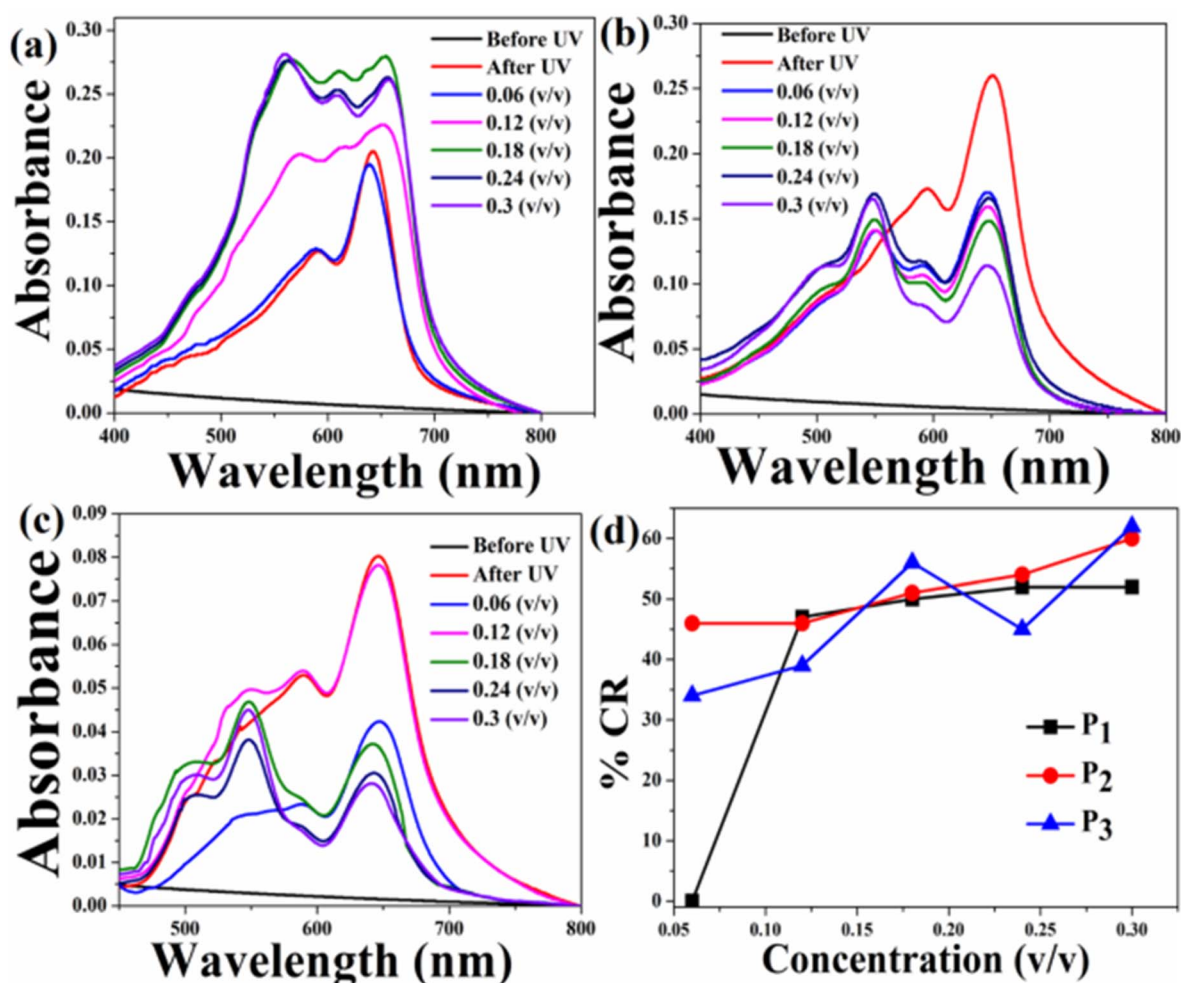 (a)
Absorbance
0.30
0.25
0.20
0.15
0.10
0.05
0.00
Before UV
After UV
0.06 (v/v)
0.12 (v/v)
0.18 (v/v)
0.24 (v/v)
0.3 (v/v)
400 500 600 700 800
Wavelength (nm)
(b)
Absorbance
0.30
0.25
0.20
0.15
0.10
0.05
0.00
Before UV
After UV
0.06 (v/v)
0.12 (v/v)
0.18 (v/v)
0.24 (v/v)
0.3 (v/v)
400 500 600 700 800
Wavelength (nm)
(c)
Absorbance
0.09
0.08
0.07
0.06
0.05
0.04
0.03
0.02
0.01
0.00
Before UV
After UV
0.06 (v/v)
0.12 (v/v)
0.18 (v/v)
0.24 (v/v)
0.3 (v/v)
500 600 700 800
Wavelength (nm)
(d)
% CR
60
50
40
30
20
10
0
P1
P2
P3
0.05 0.10 0.15 0.20 0.25 0.30
Concentration (v/v)